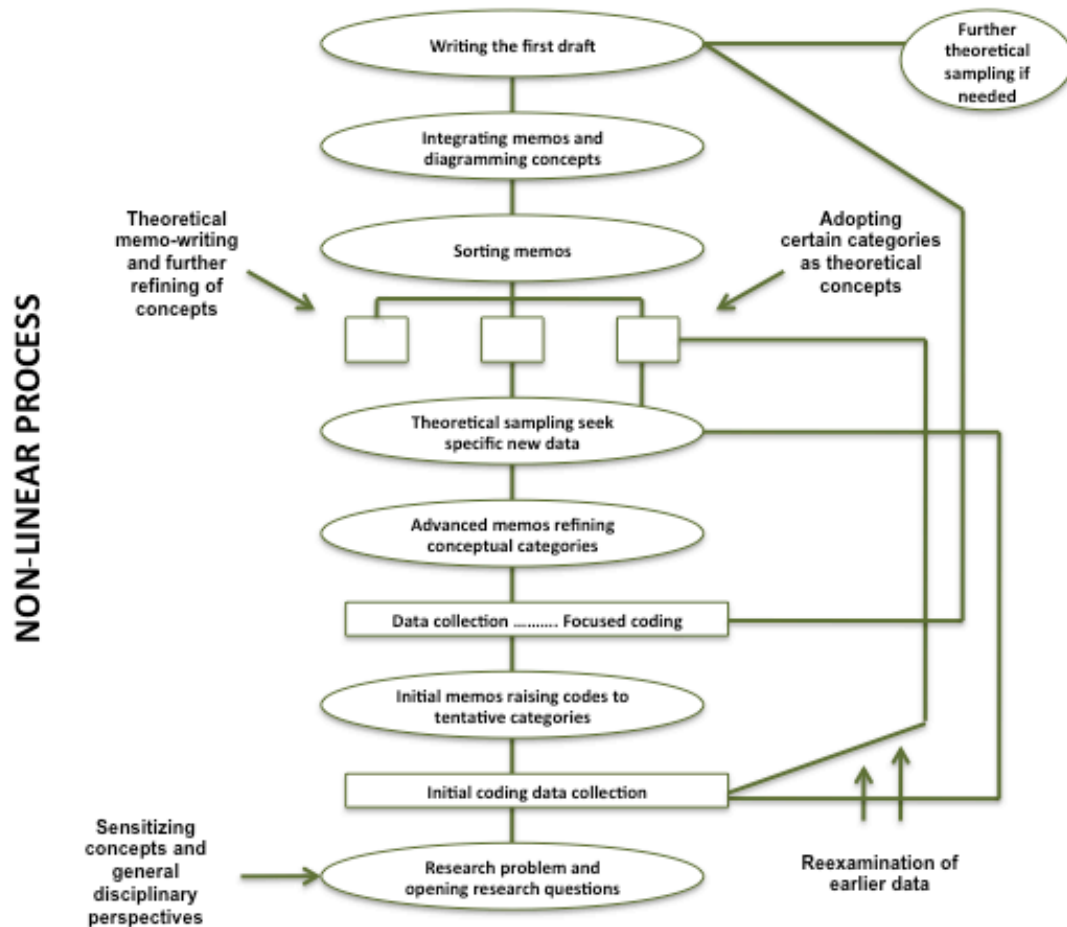 Writing the first draft
Further
theoretical
sampling if
needed
Integrating memos and
diagramming concepts
Theoretical
memo-writing
and further
refining of
concepts
Sorting memos
Adopting
certain categories
as theoretical
concepts
NON-LINEAR PROCESS
Theoretical sampling seek
specific new data
Advanced memos refining
conceptual categories
Data collection .......... Focused coding
Initial memos raising codes to
tentative categories
Initial coding data collection
Sensitizing
concepts and
general
disciplinary
perspectives
Research problem and
opening research questions
Reexamination of
earlier data